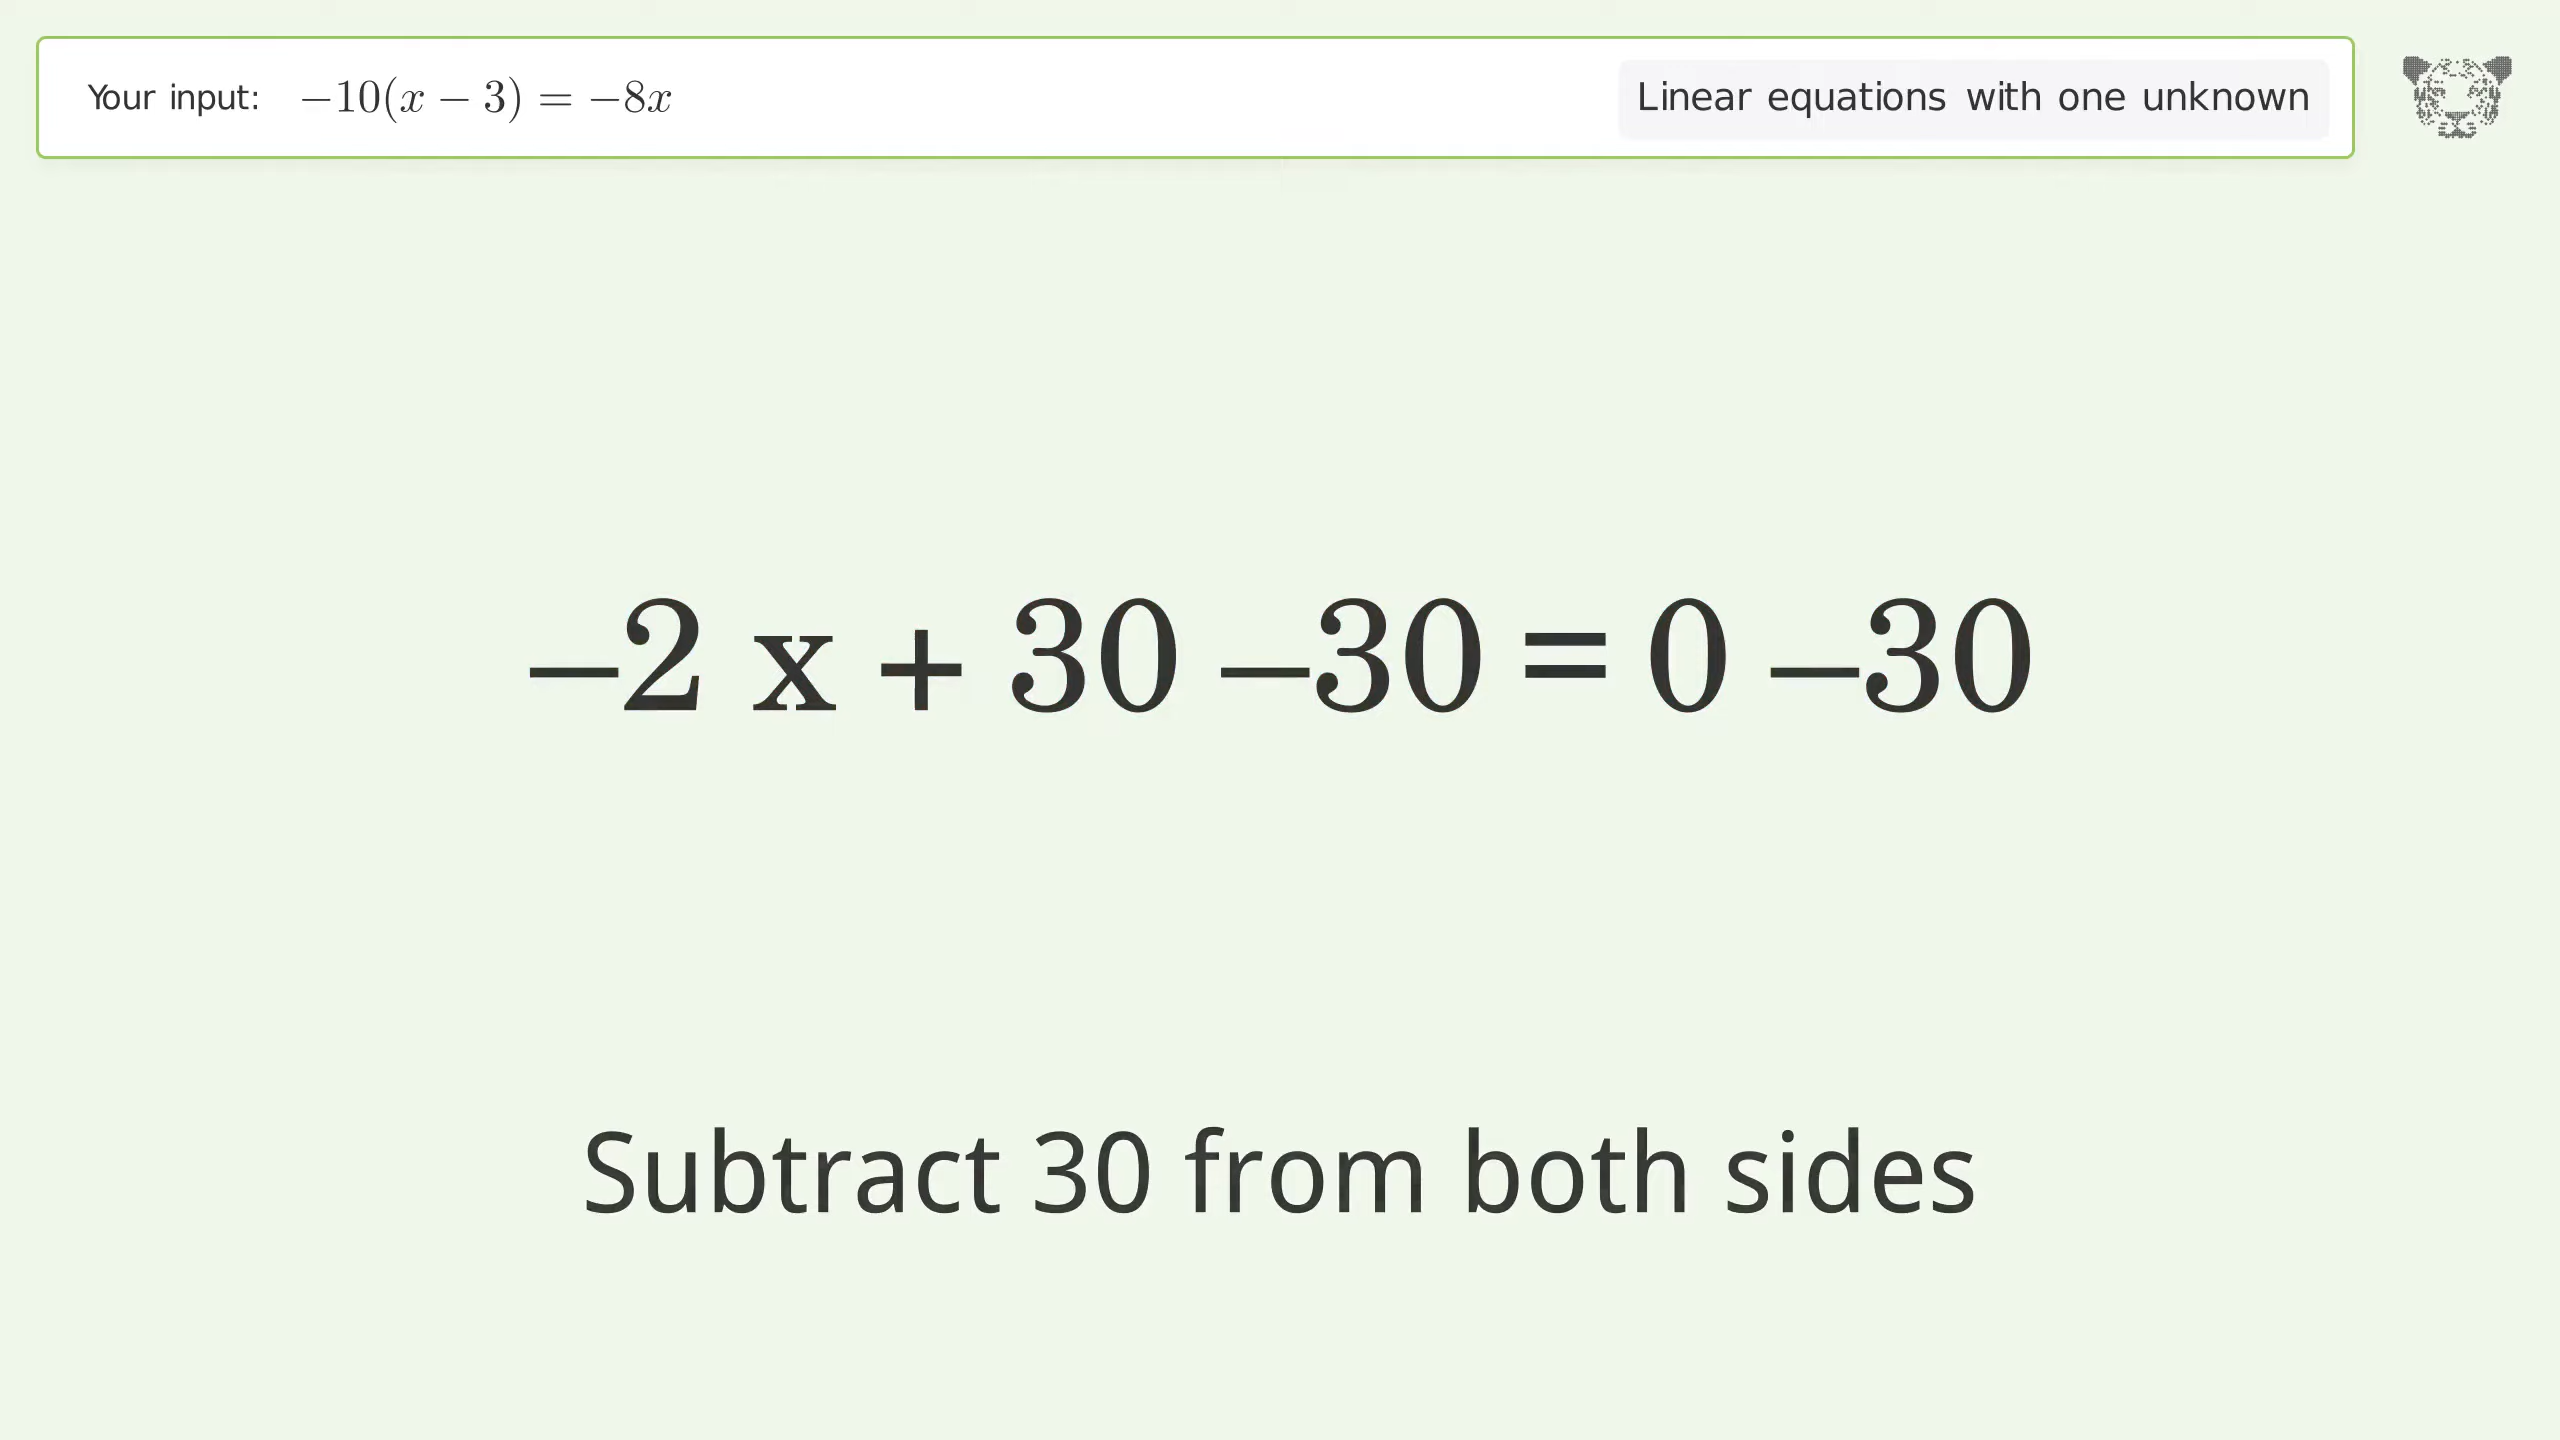 Your input: −10(x − 3) = −8x
Linear equations with one unknown
−2 x + 30 −30 = 0 −30
Subtract 30 from both sides